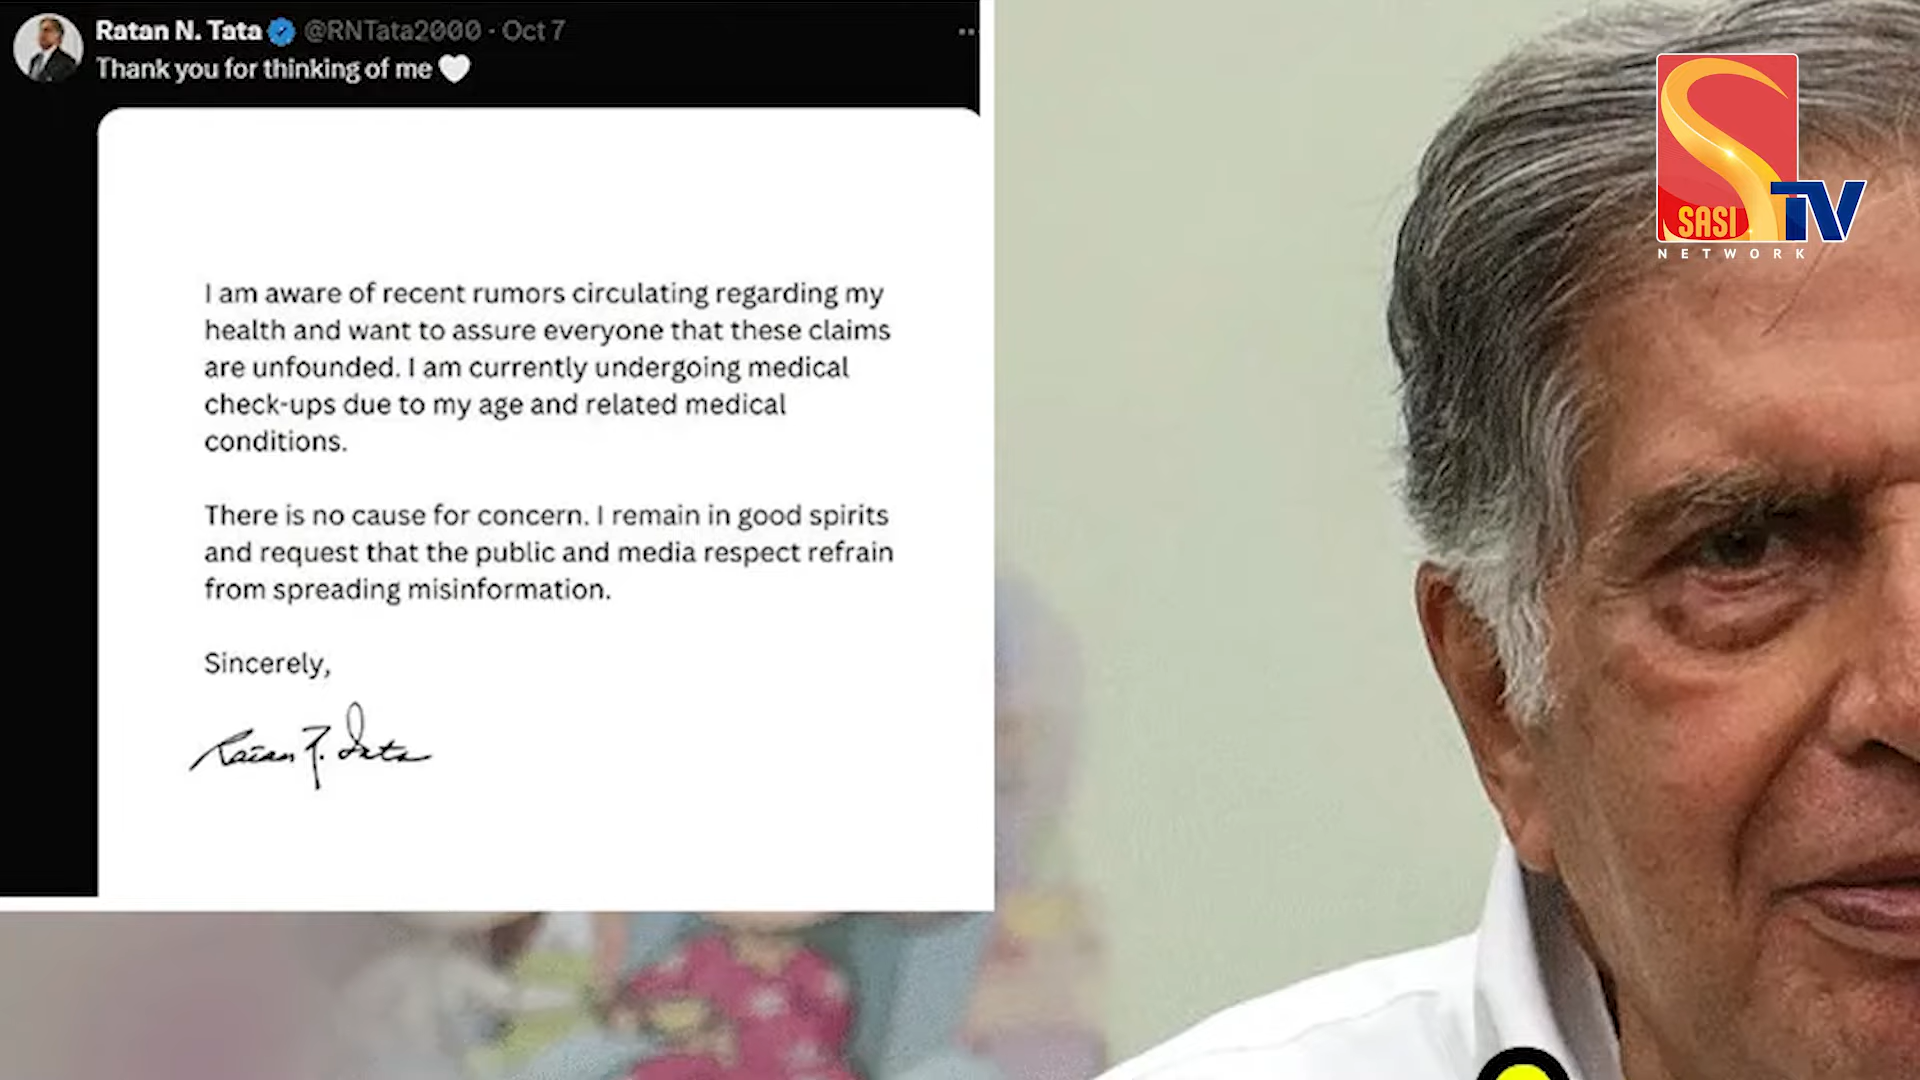 Ratan N. Tata @RNTata2000 · Oct 7
Thank you for thinking of me 🤍
I am aware of recent rumors circulating regarding my
health and want to assure everyone that these claims
are unfounded. I am currently undergoing medical
check-ups due to my age and related medical
conditions.
There is no cause for concern. I remain in good spirits
and request that the public and media respect refrain
from spreading misinformation.
Sincerely,
Ratan N. Tata
SASI TV
NETWORK